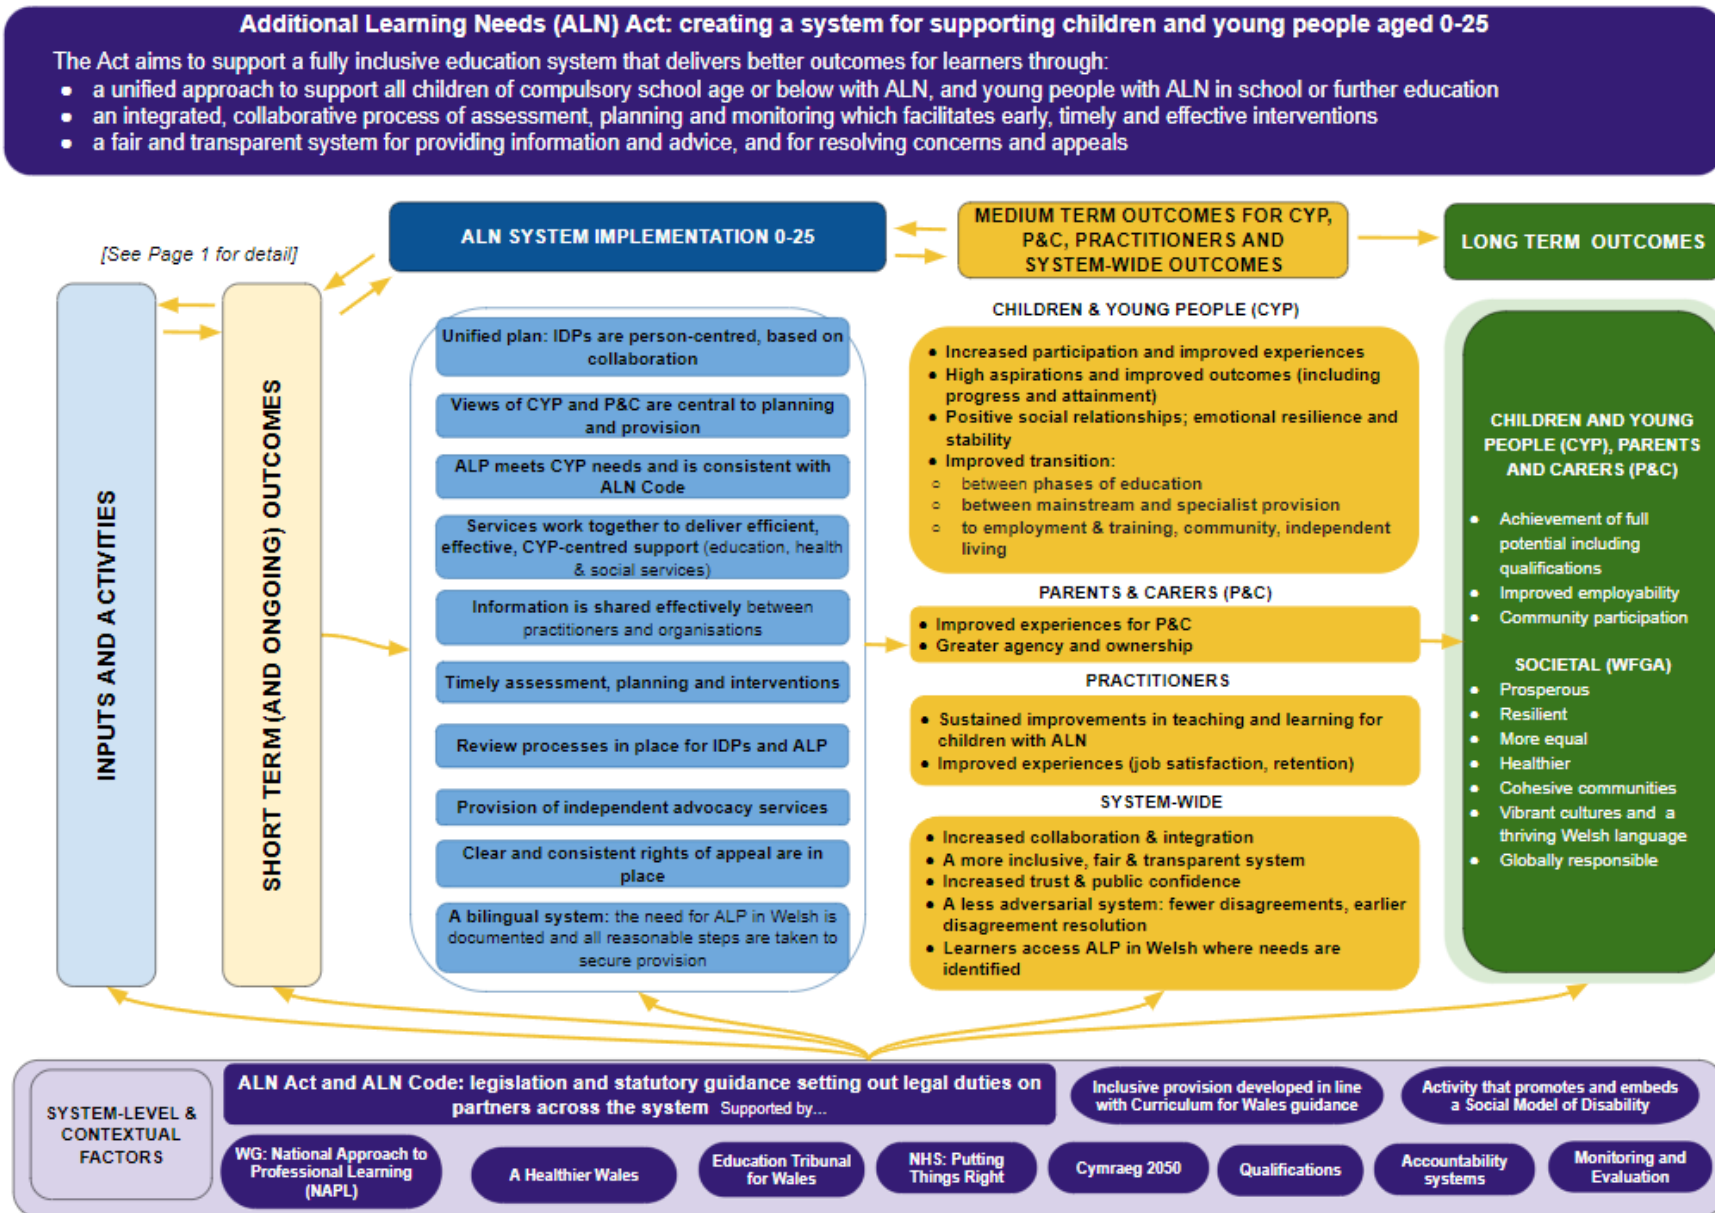 Additional Learning Needs (ALN) Act: creating a system for supporting children and young people aged 0-25
The Act aims to support a fully inclusive education system that delivers better outcomes for learners through:
● a unified approach to support all children of compulsory school age or below with ALN, and young people with ALN in school or further education
● an integrated, collaborative process of assessment, planning and monitoring which facilitates early, timely and effective interventions
● a fair and transparent system for providing information and advice, and for resolving concerns and appeals
[See Page 1 for detail]
INPUTS AND ACTIVITIES
SHORT TERM (AND ONGOING) OUTCOMES
ALN SYSTEM IMPLEMENTATION 0-25
Unified plan: IDPs are person-centred, based on
collaboration
Views of CYP and P&C are central to planning
and provision
ALP meets CYP needs and is consistent with
ALN Code
Services work together to deliver efficient,
effective, CYP-centred support (education, health
& social services)
Information is shared effectively between
practitioners and organisations
Timely assessment, planning and interventions
Review processes in place for IDPs and ALP
Provision of independent advocacy services
Clear and consistent rights of appeal are in
place
A bilingual system: the need for ALP in Welsh is
documented and all reasonable steps are taken to
secure provision
MEDIUM TERM OUTCOMES FOR CYP,
P&C, PRACTITIONERS AND
SYSTEM-WIDE OUTCOMES
CHILDREN & YOUNG PEOPLE (CYP)
● Increased participation and improved experiences
● High aspirations and improved outcomes (including
progress and attainment)
● Positive social relationships; emotional resilience and
stability
● Improved transition:
○ between phases of education
○ between mainstream and specialist provision
○ to employment & training, community, independent
living
PARENTS & CARERS (P&C)
● Improved experiences for P&C
● Greater agency and ownership
PRACTITIONERS
● Sustained improvements in teaching and learning for
children with ALN
● Improved experiences (job satisfaction, retention)
SYSTEM-WIDE
● Increased collaboration & integration
● A more inclusive, fair & transparent system
● Increased trust & public confidence
● A less adversarial system: fewer disagreements, earlier
disagreement resolution
● Learners access ALP in Welsh where needs are
identified
LONG TERM OUTCOMES
CHILDREN AND YOUNG
PEOPLE (CYP), PARENTS
AND CARERS (P&C)
● Achievement of full
potential including
qualifications
● Improved employability
● Community participation
SOCIETAL (WFGA)
● Prosperous
● Resilient
● More equal
● Healthier
● Cohesive communities
● Vibrant cultures and a
thriving Welsh language
● Globally responsible
SYSTEM-LEVEL &
CONTEXTUAL
FACTORS
ALN Act and ALN Code: legislation and statutory guidance setting out legal duties on
partners across the system Supported by...
Inclusive provision developed in line
with Curriculum for Wales guidance
Activity that promotes and embeds
a Social Model of Disability
WG: National Approach to
Professional Learning
(NAPL)
A Healthier Wales
Education Tribunal
for Wales
NHS: Putting
Things Right
Cymraeg 2050
Qualifications
Accountability
systems
Monitoring and
Evaluation